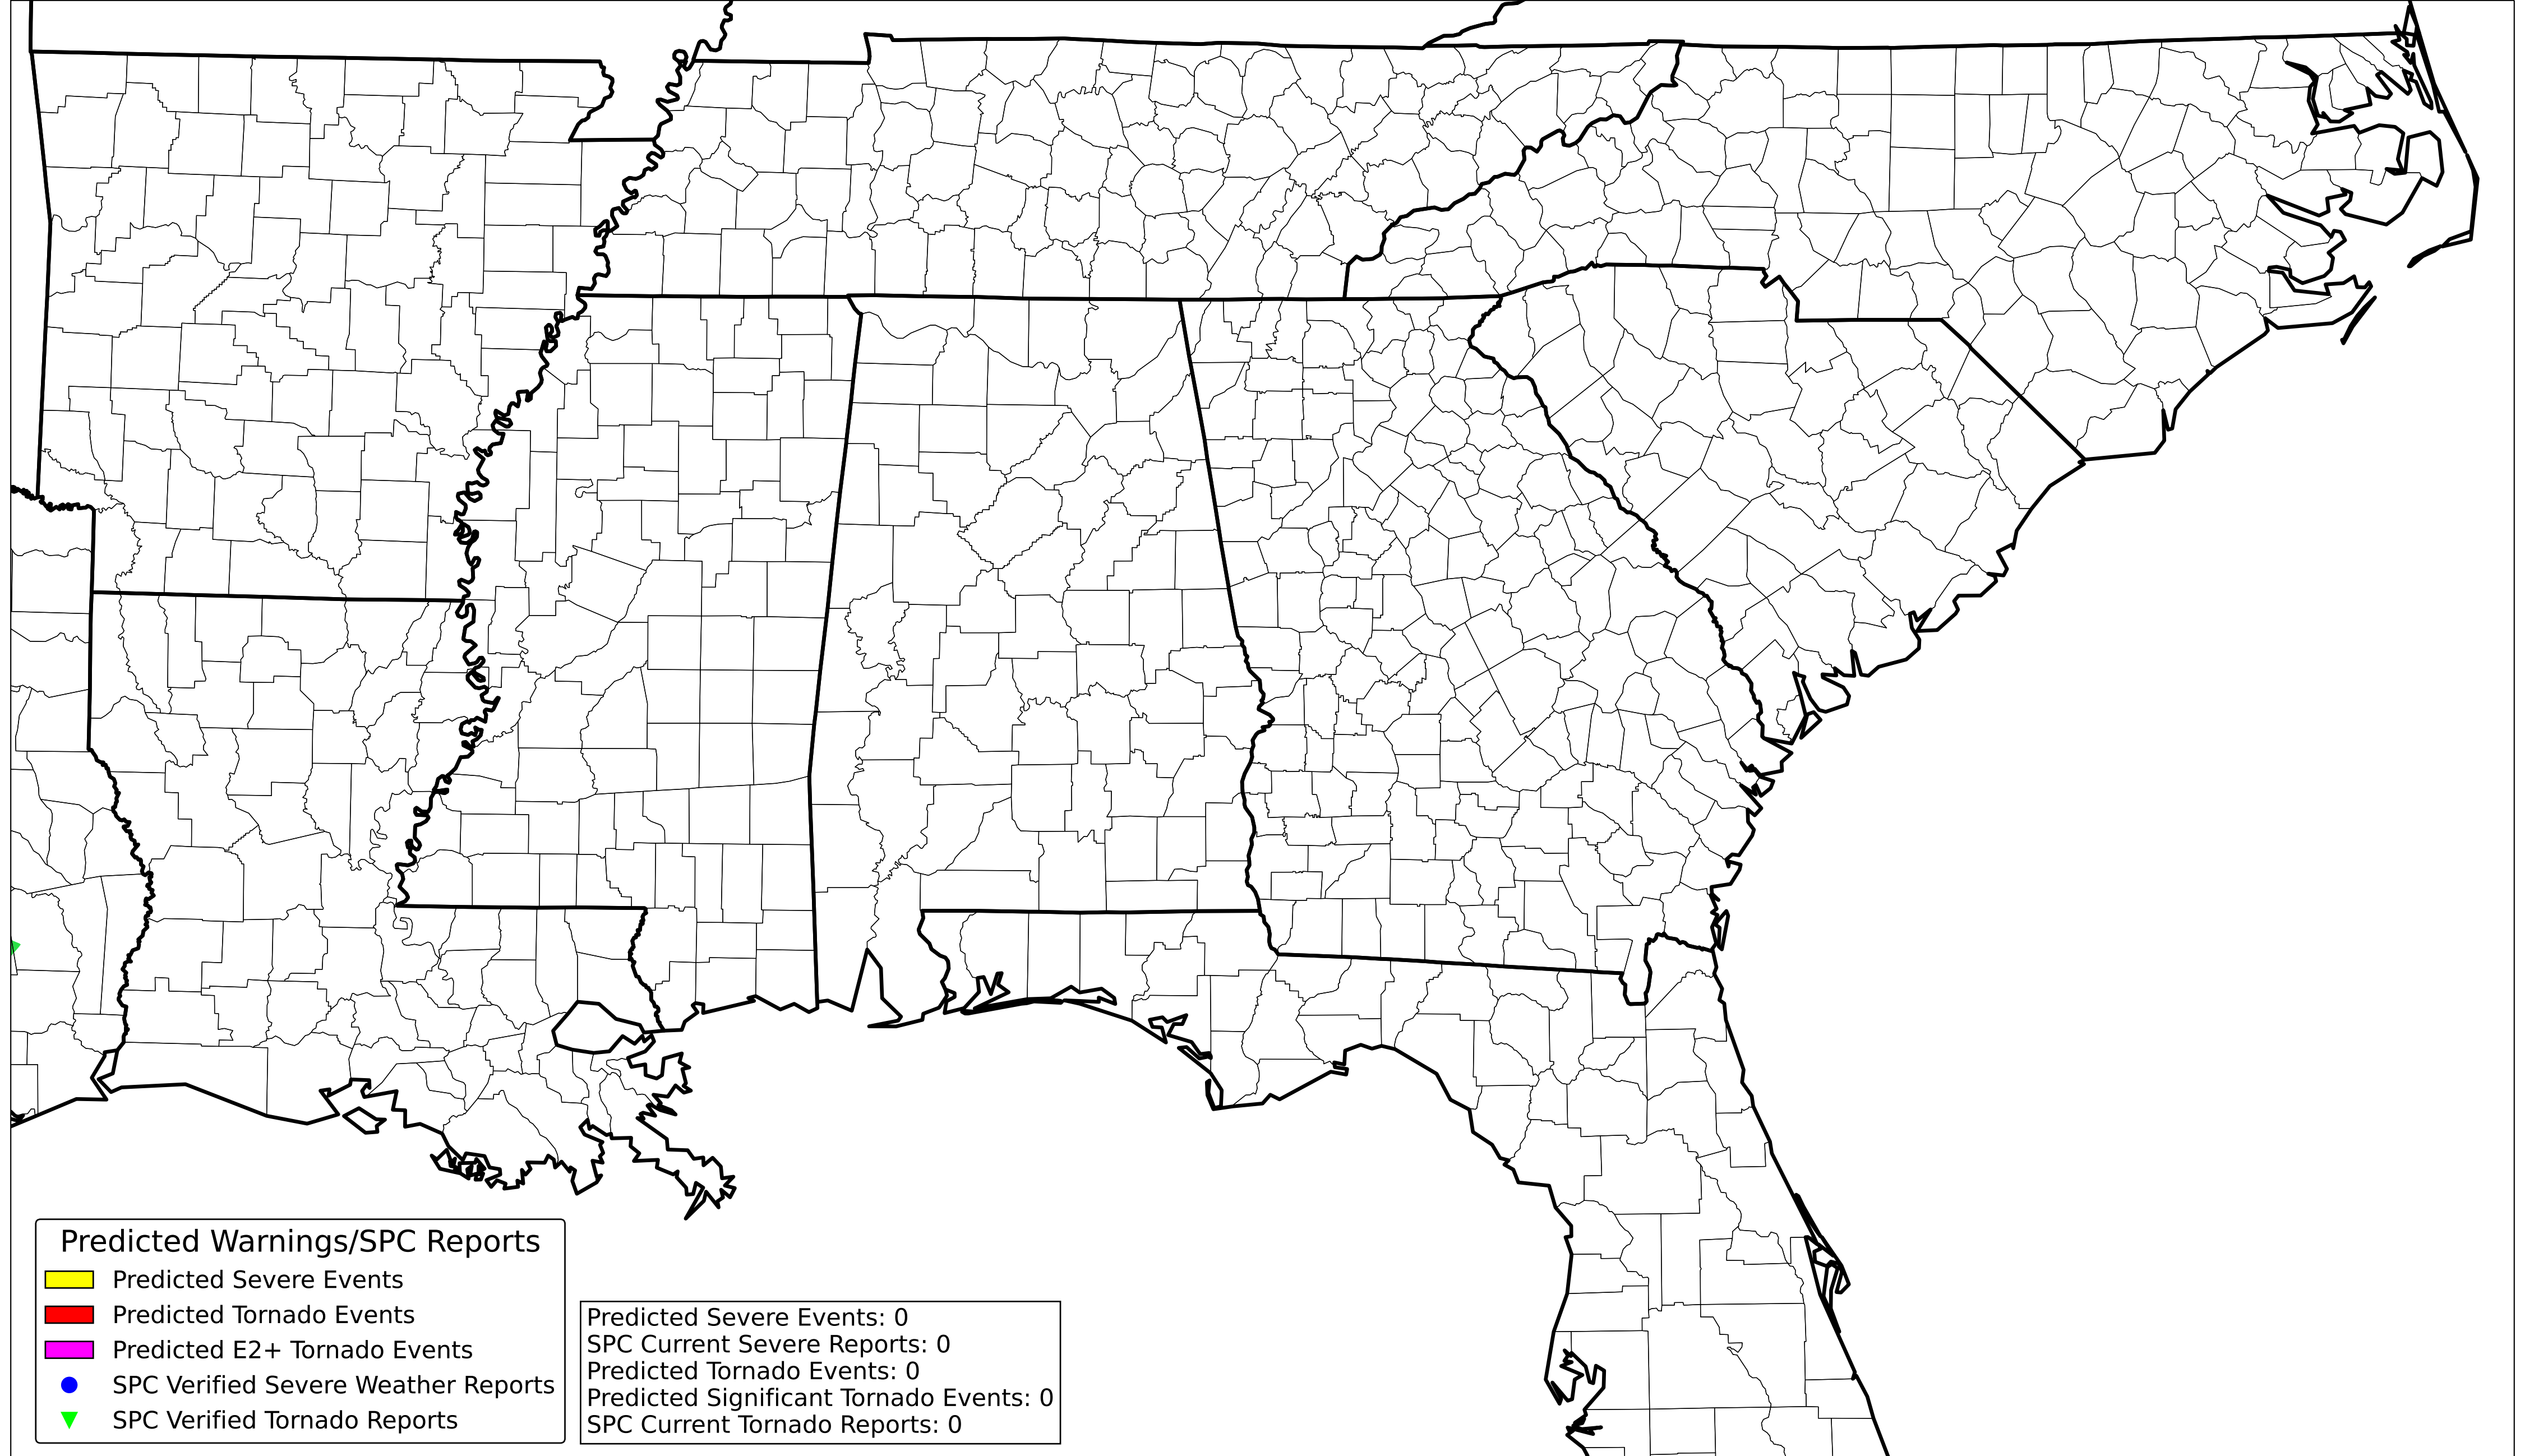 Predicted Warnings/SPC Reports
Predicted Severe Events
Predicted Tornado Events
Predicted E2+ Tornado Events
SPC Verified Severe Weather Reports
SPC Verified Tornado Reports
Predicted Severe Events: 0
SPC Current Severe Reports: 0
Predicted Tornado Events: 0
Predicted Significant Tornado Events: 0
SPC Current Tornado Reports: 0